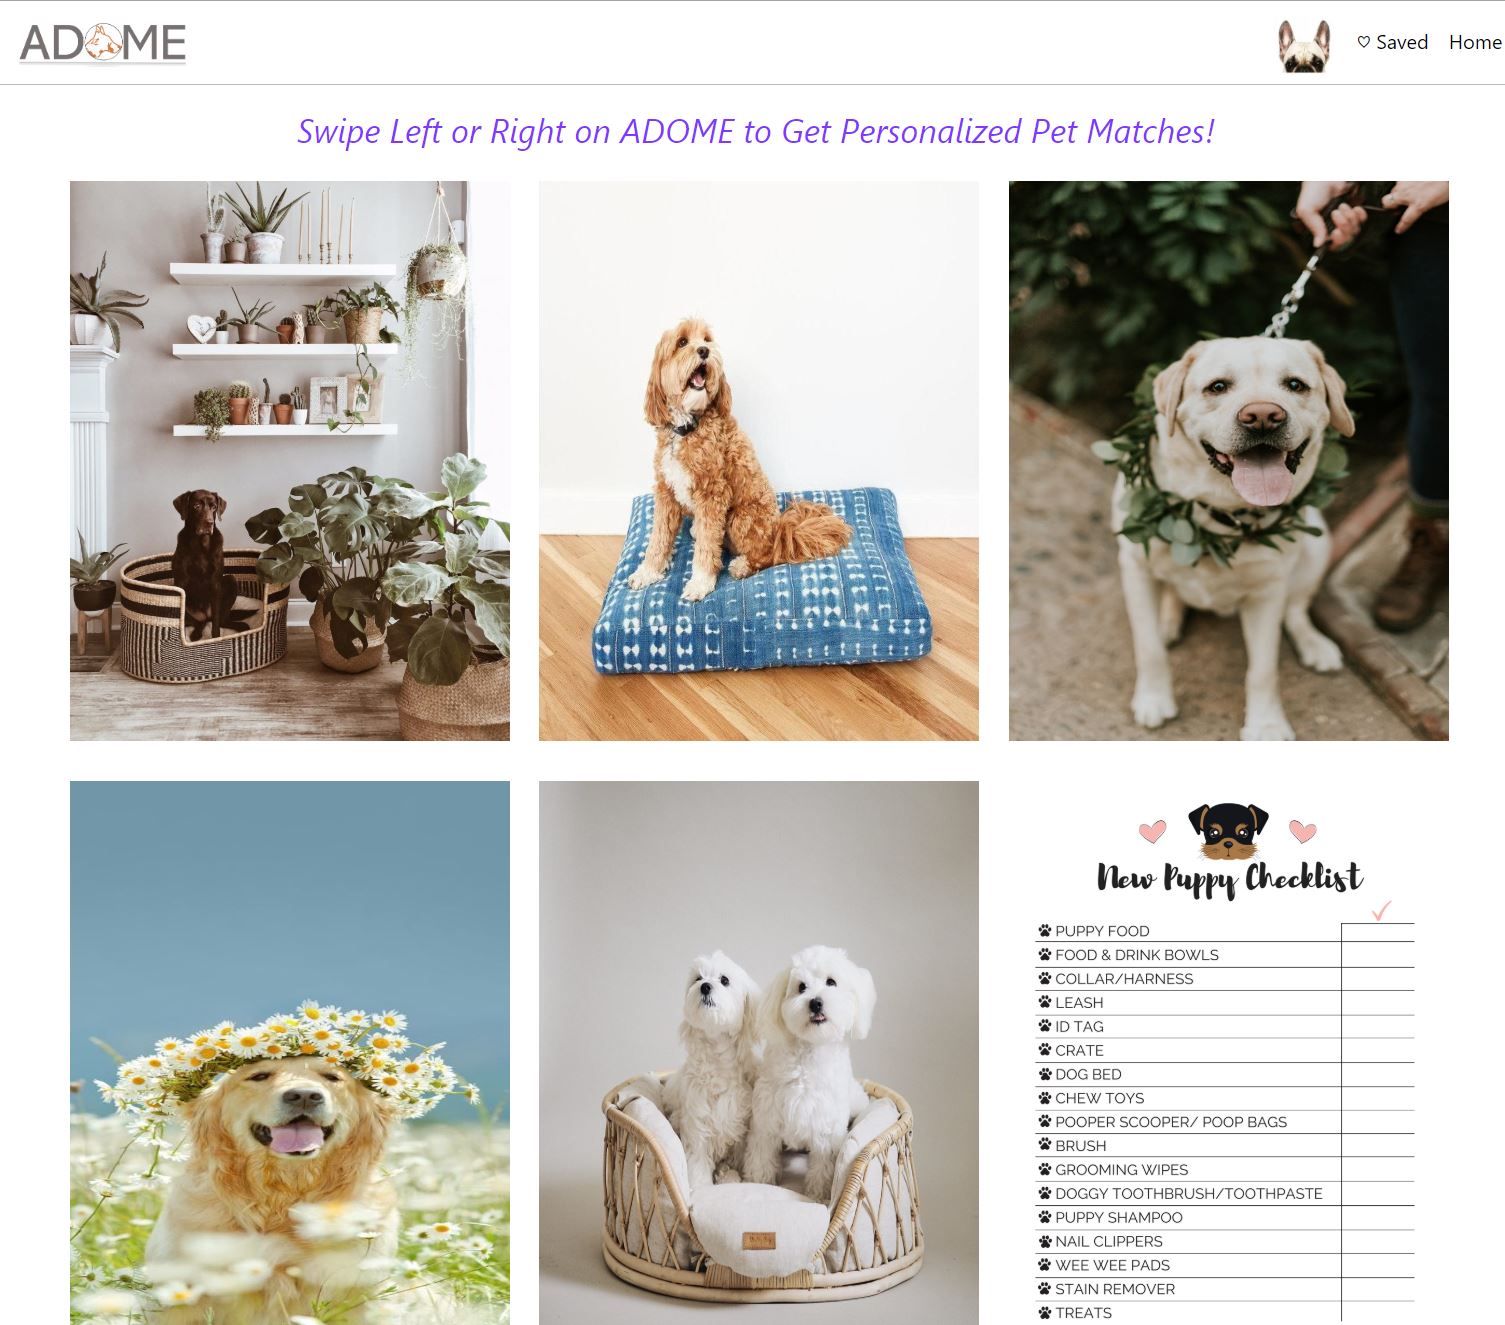 ADOME
♡ Saved
Home
Swipe Left or Right on ADOME to Get Personalized Pet Matches!
New Puppy Checklist
PUPPY FOOD
FOOD & DRINK BOWLS
COLLAR/HARNESS
LEASH
ID TAG
CRATE
DOG BED
CHEW TOYS
POOPER SCOOPER/ POOP BAGS
BRUSH
GROOMING WIPES
DOGGY TOOTHBRUSH/TOOTHPASTE
PUPPY SHAMPOO
NAIL CLIPPERS
WEE WEE PADS
STAIN REMOVER
TREATS